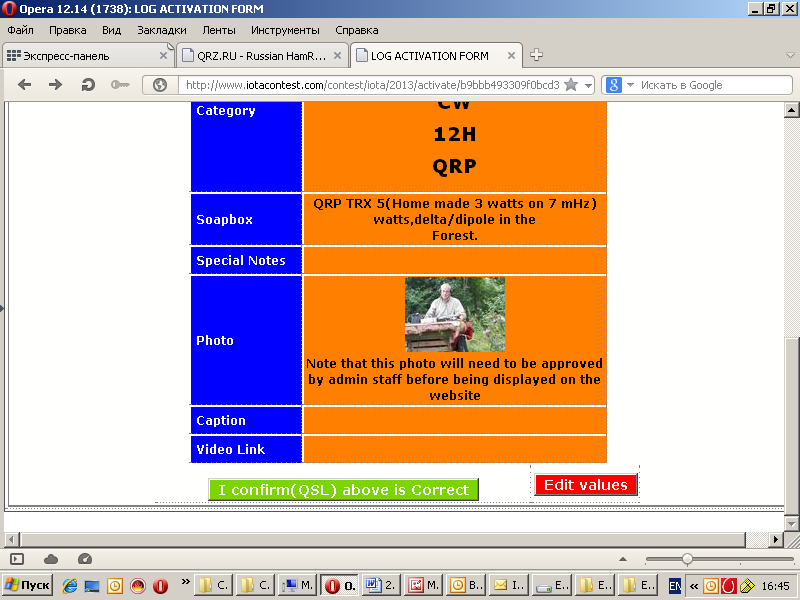 Opera 12.14 (1738): LOG ACTIVATION FORM
Файл Правка Вид Закладки Ленты Инструменты Справка
Экспресс-панель QRZ.RU - Russian HamR... LOG ACTIVATION FORM
http://www.iotacontest.com/contest/iota/2013/activate/b9bbb493309f0bcd3 Искать в Google
Category
CW
12H
QRP
Soapbox
QRP TRX 5(Home made 3 watts on 7 mHz)
watts,delta/dipole in the
Forest.
Special Notes
Photo
Note that this photo will need to be approved
by admin staff before being displayed on the
website
Caption
Video Link
I confirm(QSL) above is Correct Edit values
Пуск » C. C. M. O. 2. M. B.. I.. E.. E.. E.. EN « 16:45